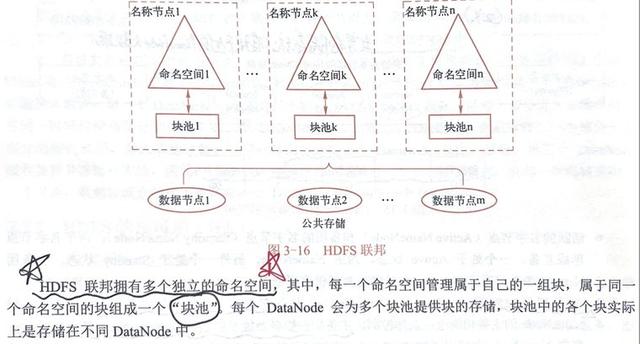 名称节点1 名称节点k 名称节点n
命名空间1 … 命名空间k … 命名空间n
块池1 块池k 块池n
数据节点1 数据节点2 数据节点m
公共存储
图 3-16 HDFS 联邦
HDFS 联邦拥有多个独立的命名空间，其中，每一个命名空间管理属于自己的一组块，属于同一
个命名空间的块组成一个“块池”。每个 DataNode 会为多个块池提供块的存储，块池中的各个块实际
上是存储在不同 DataNode 中。